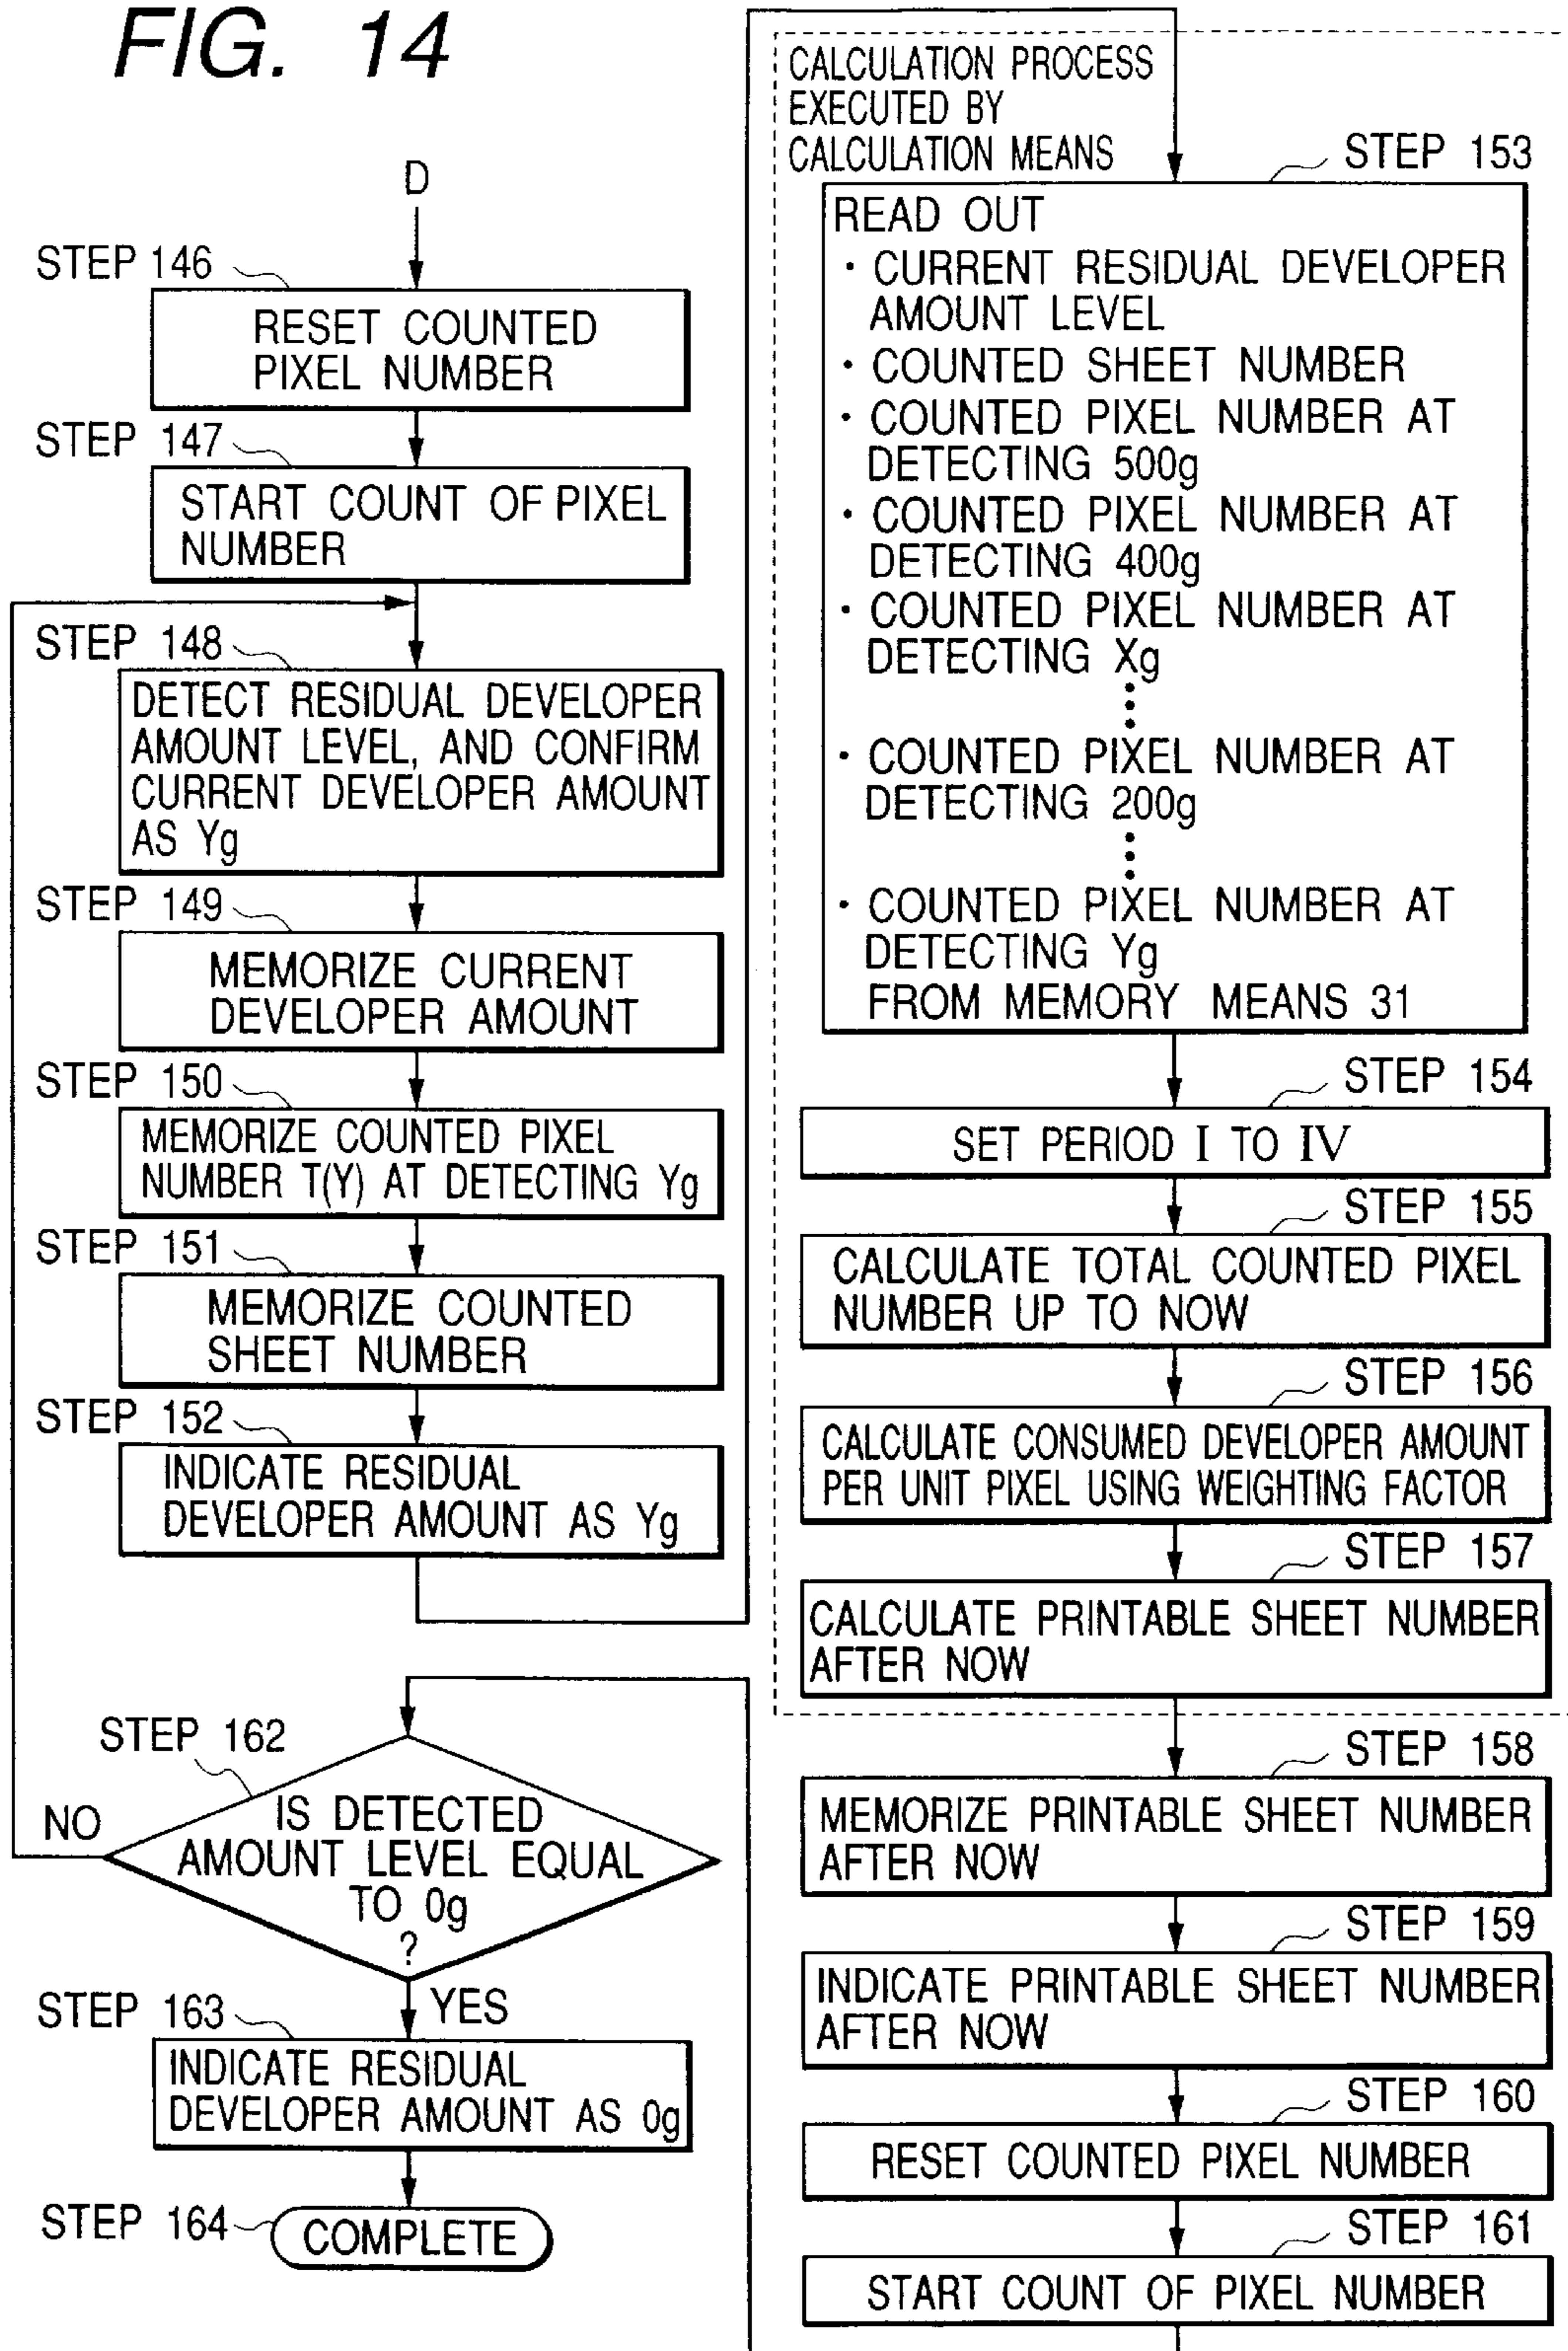 FIG. 14
D
STEP 146
RESET COUNTED
PIXEL NUMBER
STEP 147
START COUNT OF PIXEL
NUMBER
STEP 148
DETECT RESIDUAL DEVELOPER
AMOUNT LEVEL, AND CONFIRM
CURRENT DEVELOPER AMOUNT
AS Yg
STEP 149
MEMORIZE CURRENT
DEVELOPER AMOUNT
STEP 150
MEMORIZE COUNTED PIXEL
NUMBER T(Y) AT DETECTING Yg
STEP 151
MEMORIZE COUNTED
SHEET NUMBER
STEP 152
INDICATE RESIDUAL
DEVELOPER AMOUNT AS Yg
CALCULATION PROCESS
EXECUTED BY
CALCULATION MEANS
STEP 153
READ OUT
· CURRENT RESIDUAL DEVELOPER
AMOUNT LEVEL
· COUNTED SHEET NUMBER
· COUNTED PIXEL NUMBER AT
DETECTING 500g
· COUNTED PIXEL NUMBER AT
DETECTING 400g
· COUNTED PIXEL NUMBER AT
DETECTING Xg
· COUNTED PIXEL NUMBER AT
DETECTING 200g
· COUNTED PIXEL NUMBER AT
DETECTING Yg
FROM MEMORY MEANS 31
STEP 154
SET PERIOD I TO IV
STEP 155
CALCULATE TOTAL COUNTED PIXEL
NUMBER UP TO NOW
STEP 156
CALCULATE CONSUMED DEVELOPER AMOUNT
PER UNIT PIXEL USING WEIGHTING FACTOR
STEP 157
CALCULATE PRINTABLE SHEET NUMBER
AFTER NOW
STEP 158
MEMORIZE PRINTABLE SHEET NUMBER
AFTER NOW
STEP 159
INDICATE PRINTABLE SHEET NUMBER
AFTER NOW
STEP 160
RESET COUNTED PIXEL NUMBER
STEP 161
START COUNT OF PIXEL NUMBER
STEP 162
IS DETECTED
AMOUNT LEVEL EQUAL
TO 0g
?
NO
YES
STEP 163
INDICATE RESIDUAL
DEVELOPER AMOUNT AS 0g
STEP 164
COMPLETE